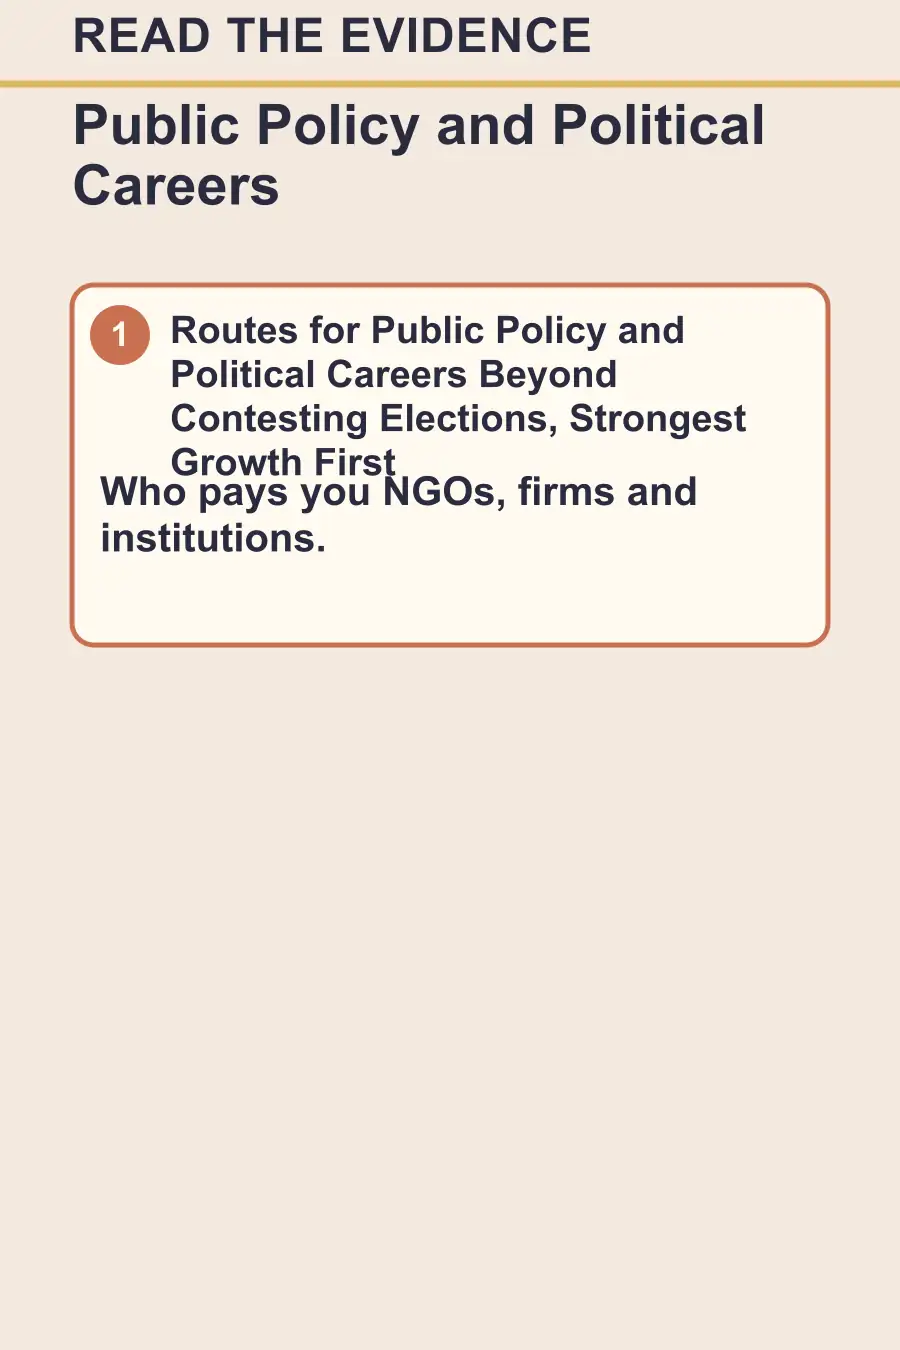 READ THE EVIDENCE
Public Policy and Political
Careers
1
Routes for Public Policy and
Political Careers Beyond
Contesting Elections, Strongest
Growth First
Who pays you NGOs, firms and
institutions.